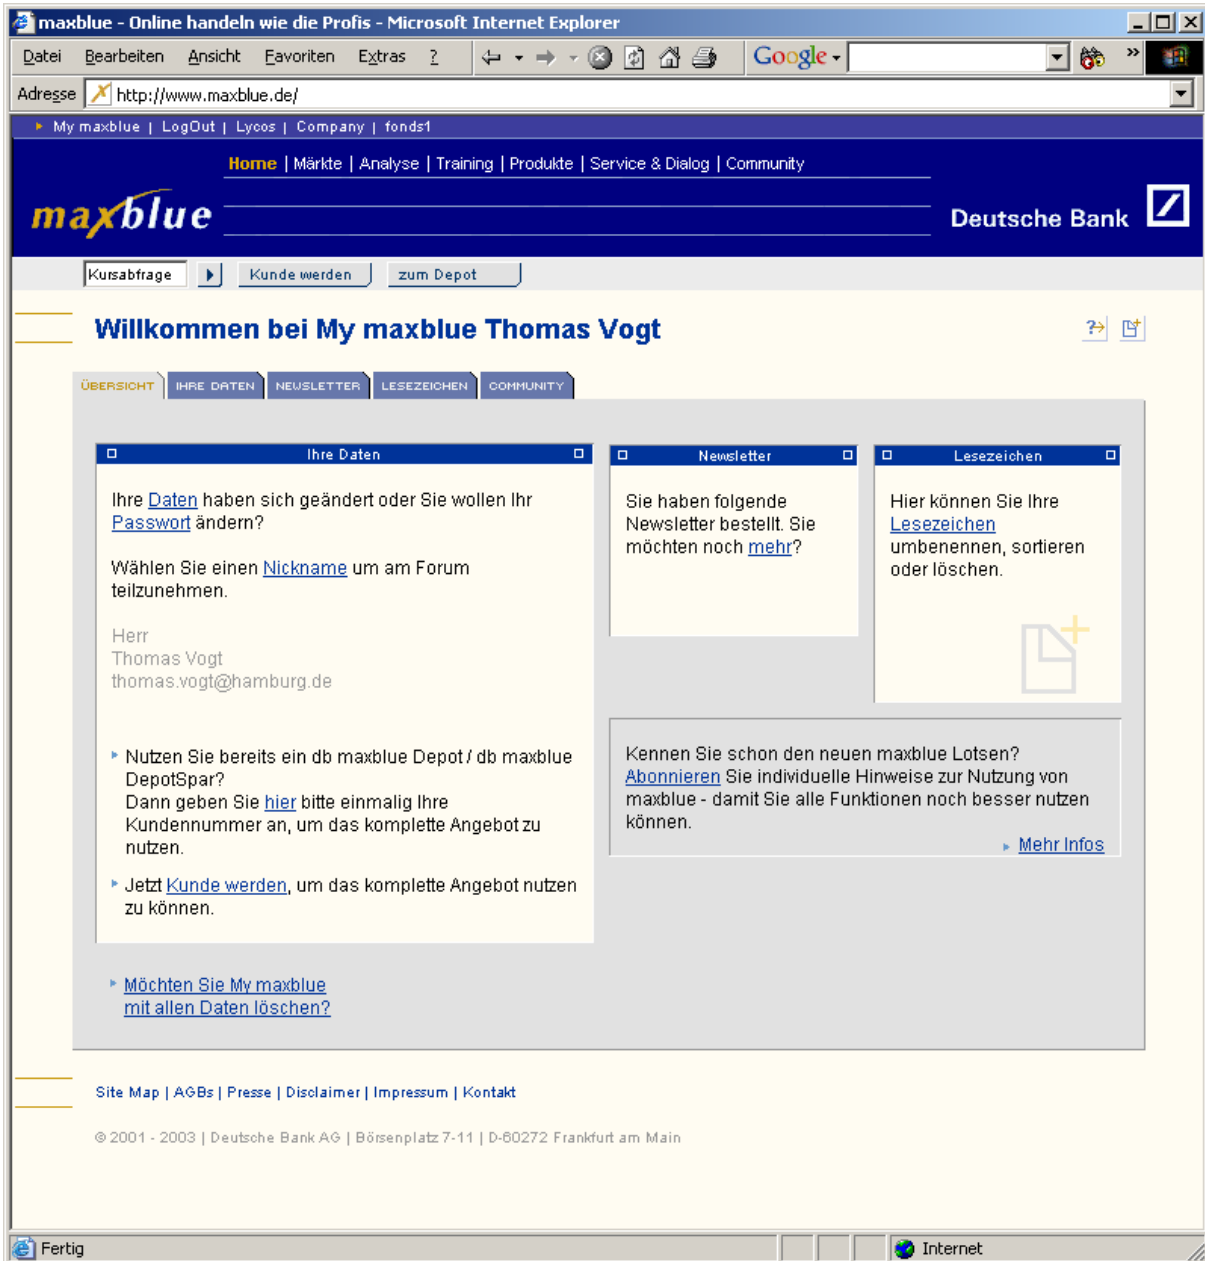 maxblue - Online handeln wie die Profis - Microsoft Internet Explorer
Datei Bearbeiten Ansicht Favoriten Extras ? Google »
Adresse http://www.maxblue.de/
My maxblue | LogOut | Lycos | Company | fonds1
Home | Märkte | Analyse | Training | Produkte | Service & Dialog | Community
maxblue
Deutsche Bank
Kursabfrage Kunde werden zum Depot
Willkommen bei My maxblue Thomas Vogt
ÜBERSICHT IHRE DATEN NEWSLETTER LESEZEICHEN COMMUNITY
Ihre Daten
Ihre Daten haben sich geändert oder Sie wollen Ihr
Passwort ändern?
Wählen Sie einen Nickname um am Forum
teilzunehmen.
Herr
Thomas Vogt
thomas.vogt@hamburg.de
Nutzen Sie bereits ein db maxblue Depot / db maxblue
DepotSpar?
Dann geben Sie hier bitte einmalig Ihre
Kundennummer an, um das komplette Angebot zu
nutzen.
Jetzt Kunde werden, um das komplette Angebot nutzen
zu können.
Newsletter
Sie haben folgende
Newsletter bestellt. Sie
möchten noch mehr?
Lesezeichen
Hier können Sie Ihre
Lesezeichen
umbenennen, sortieren
oder löschen.
Kennen Sie schon den neuen maxblue Lotsen?
Abonnieren Sie individuelle Hinweise zur Nutzung von
maxblue - damit Sie alle Funktionen noch besser nutzen
können.
Mehr Infos
Möchten Sie My maxblue
mit allen Daten löschen?
Site Map | AGBs | Presse | Disclaimer | Impressum | Kontakt
© 2001 - 2003 | Deutsche Bank AG | Börsenplatz 7-11 | D-60272 Frankfurt am Main
Fertig Internet